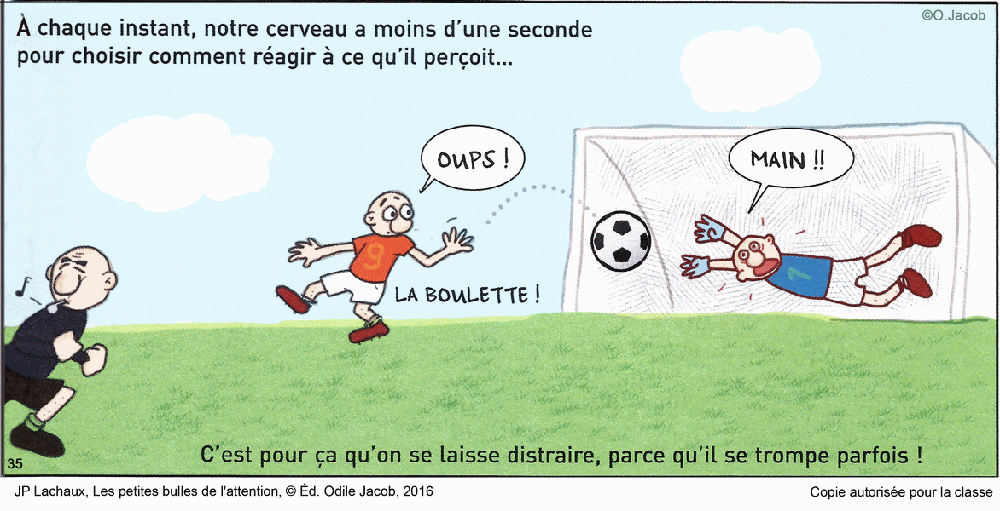 ©O.Jacob
À chaque instant, notre cerveau a moins d'une seconde
pour choisir comment réagir à ce qu'il perçoit...
OUPS !
MAIN !!
9
1
LA BOULETTE !
C'est pour ça qu'on se laisse distraire, parce qu'il se trompe parfois !
35
JP Lachaux, Les petites bulles de l'attention, © Éd. Odile Jacob, 2016
Copie autorisée pour la classe